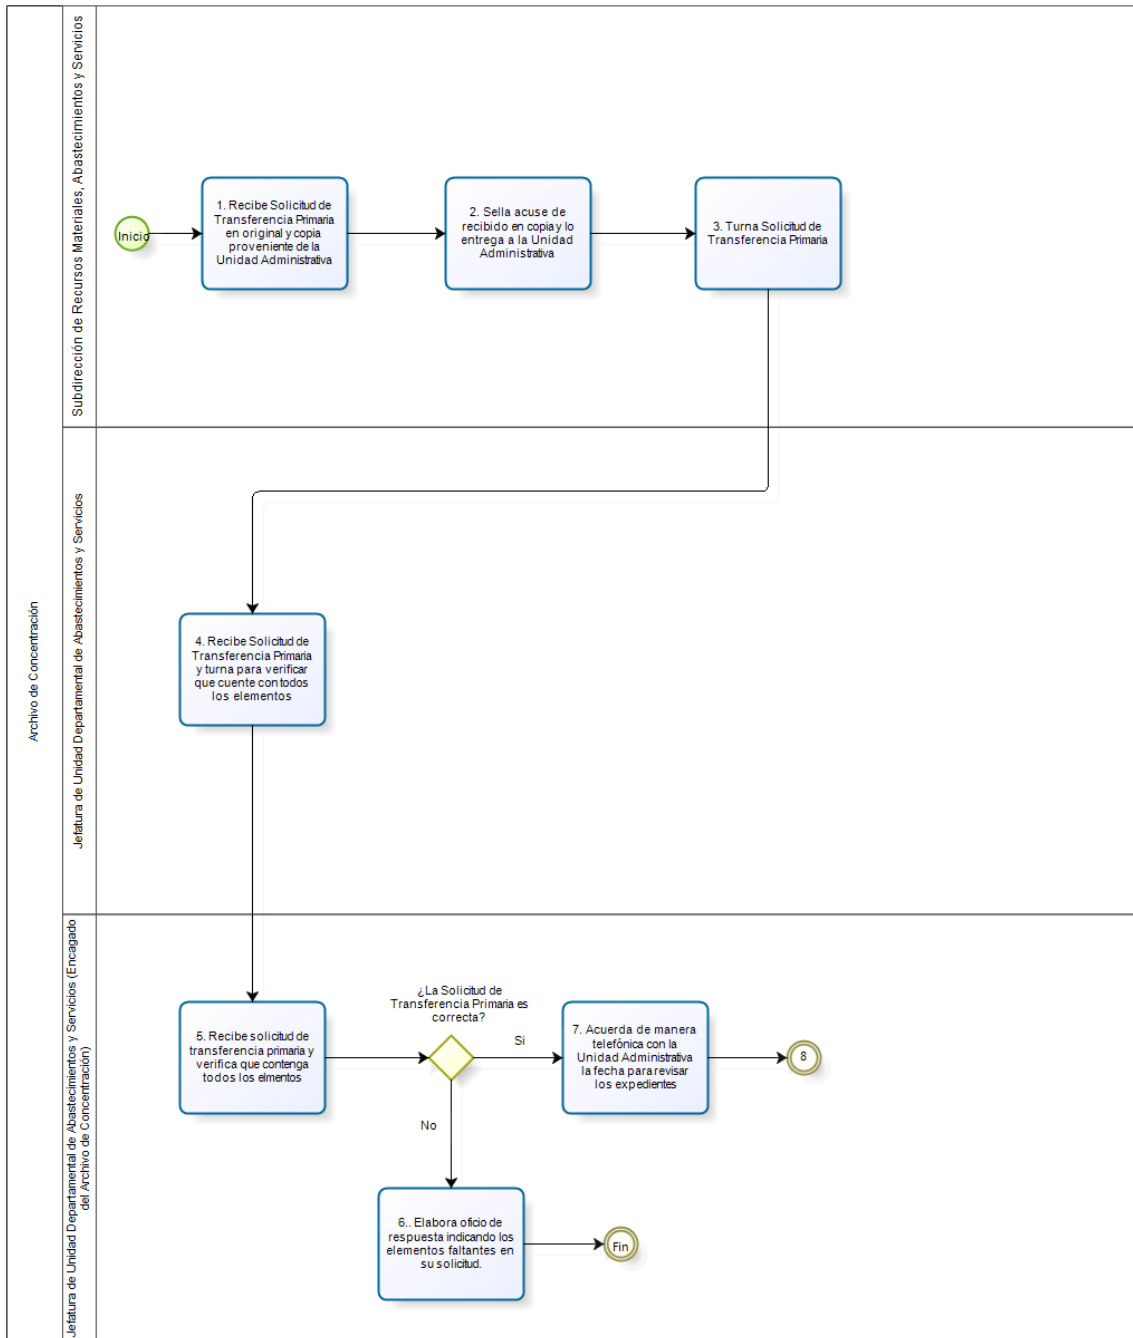 Archivo de Concentración
Subdirección de Recursos Materiales, Abastecimientos y Servicios
Inicio
1. Recibe Solicitud de
Transferencia Primaria
en original y copia
proveniente de la
Unidad Administrativa
2. Sella acuse de
recibido en copia y lo
entrega a la Unidad
Administrativa
3. Turna Solicitud de
Transferencia Primaria
Jefatura de Unidad Departamental de Abastecimientos y Servicios
4. Recibe Solicitud de
Transferencia Primaria
y turna para verificar
que cuente con todos
los elementos
Jefatura de Unidad Departamental de Abastecimientos y Servicios (Encagado
del Archivo de Concentración)
5. Recibe solicitud de
transferencia primaria y
verifica que contenga
todos los elmentos
¿La Solicitud de
Transferencia Primaria es
correcta?
Si
7. Acuerda de manera
telefónica con la
Unidad Administrativa
la fecha para revisar
los expedientes
8
No
6.. Elabora oficio de
respuesta indicando los
elementos faltantes en
su solicitud.
Fin